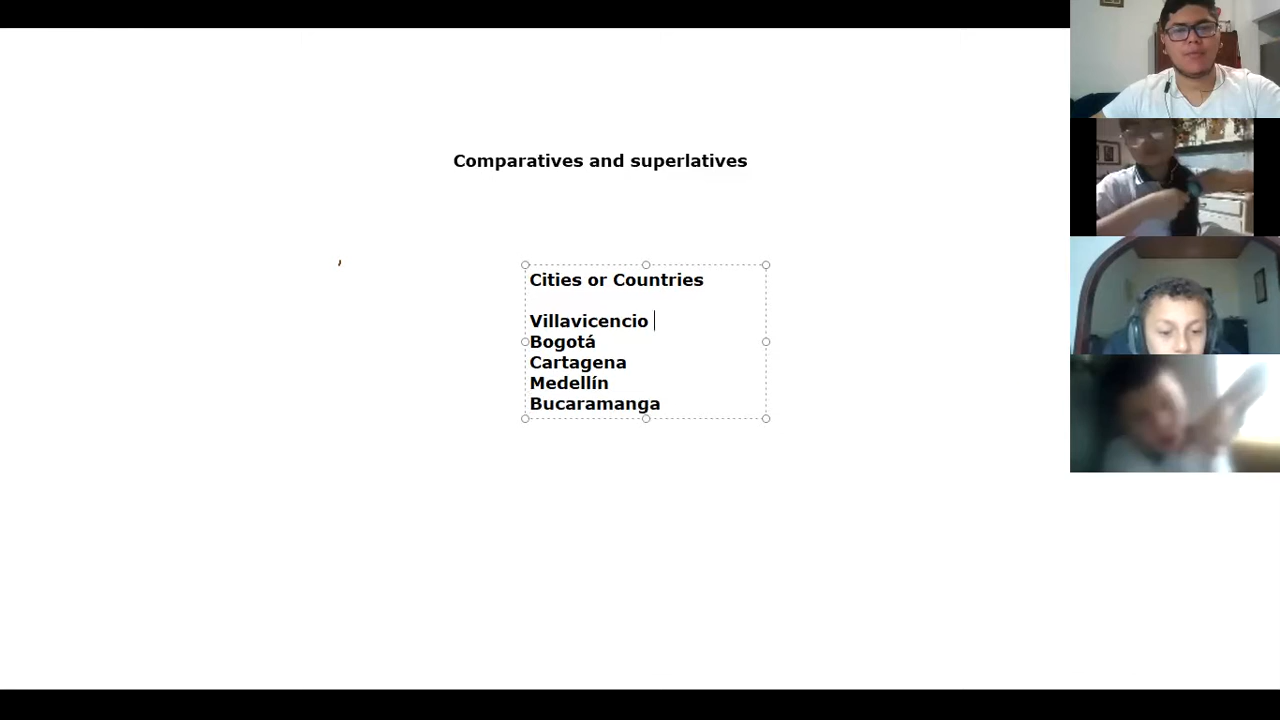 Comparatives and superlatives
Cities or Countries
Villavicencio
Bogotá
Cartagena
Medellín
Bucaramanga